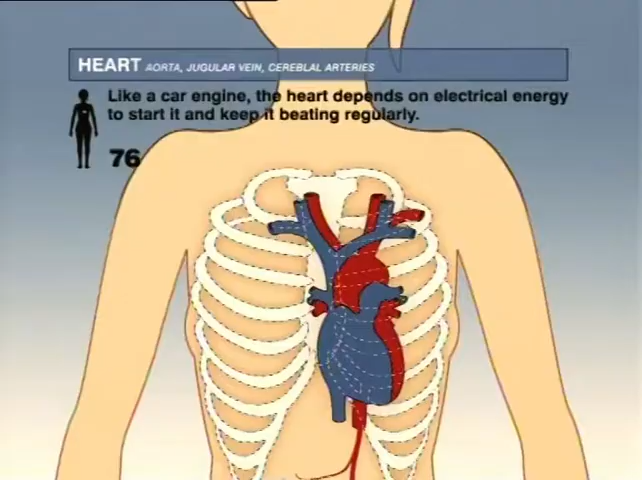 HEART AORTA, JUGULAR VEIN, CEREBLAL ARTERIES
Like a car engine, the heart depends on electrical energy
to start it and keep it beating regularly.
76